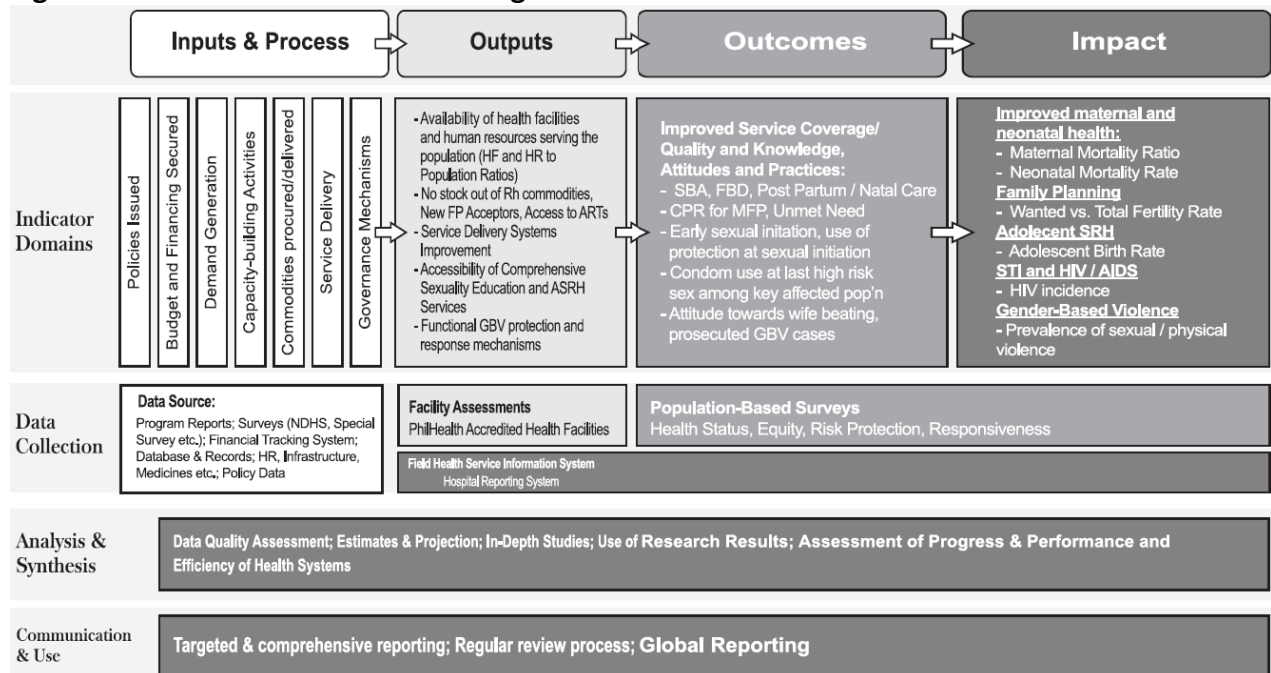 Inputs & Process
Outputs
Outcomes
Impact
Indicator
Domains
Policies Issued
Budget and Financing Secured
Demand Generation
Capacity-building Activities
Commodities procured/delivered
Service Delivery
Governance Mechanisms
- Availability of health facilities
and human resources serving the
population (HF and HR to
Population Ratios)
- No stock out of Rh commodities,
New FP Acceptors, Access to ARTs
- Service Delivery Systems
Improvement
- Accessibility of Comprehensive
Sexuality Education and ASRH
Services
- Functional GBV protection and
response mechanisms
Improved Service Coverage/
Quality and Knowledge,
Attitudes and Practices:
- SBA, FBD, Post Partum / Natal Care
- CPR for MFP, Unmet Need
- Early sexual initation, use of
protection at sexual initiation
- Condom use at last high risk
sex among key affected pop'n
- Attitude towards wife beating,
prosecuted GBV cases
Improved maternal and
neonatal health:
- Maternal Mortality Ratio
- Neonatal Mortality Rate
Family Planning
- Wanted vs. Total Fertility Rate
Adolecent SRH
- Adolescent Birth Rate
STI and HIV / AIDS
- HIV incidence
Gender-Based Violence
- Prevalence of sexual / physical
violence
Data
Collection
Data Source:
Program Reports; Surveys (NDHS, Special
Survey etc.); Financial Tracking System;
Database & Records; HR, Infrastructure,
Medicines etc.; Policy Data
Facility Assessments
PhilHealth Accredited Health Facilities
Population-Based Surveys
Health Status, Equity, Risk Protection, Responsiveness
Field Health Service Information System
Hospital Reporting System
Analysis &
Synthesis
Data Quality Assessment; Estimates & Projection; In-Depth Studies; Use of Research Results; Assessment of Progress & Performance and
Efficiency of Health Systems
Communication
& Use
Targeted & comprehensive reporting; Regular review process; Global Reporting